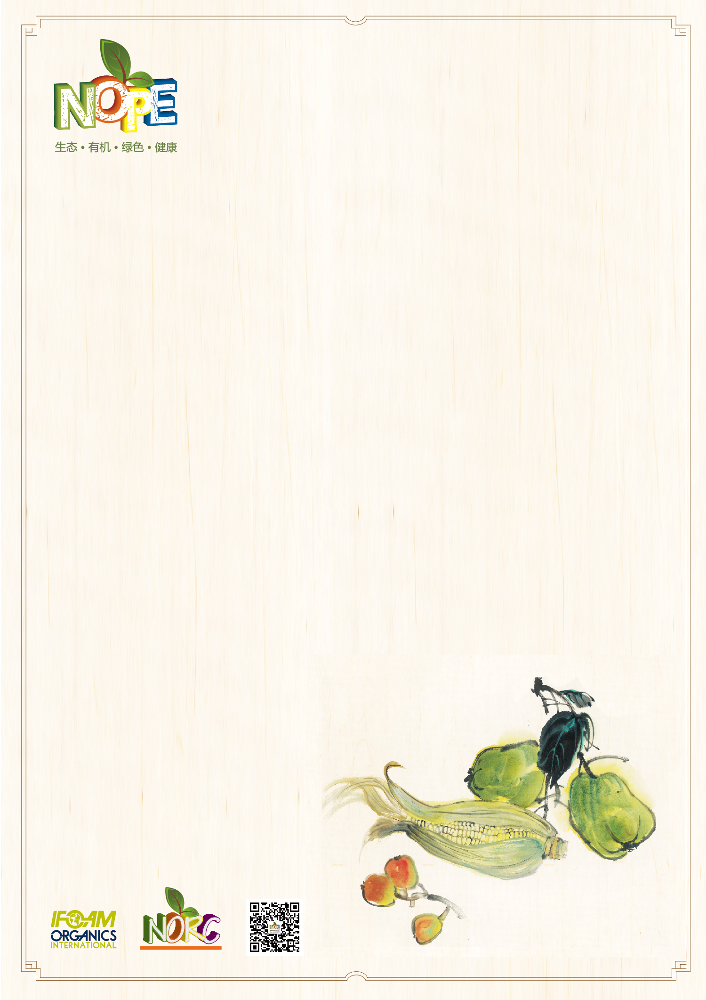 NOPE
生态·有机·绿色·健康
IFOAM
ORGANICS
INTERNATIONAL
NORC